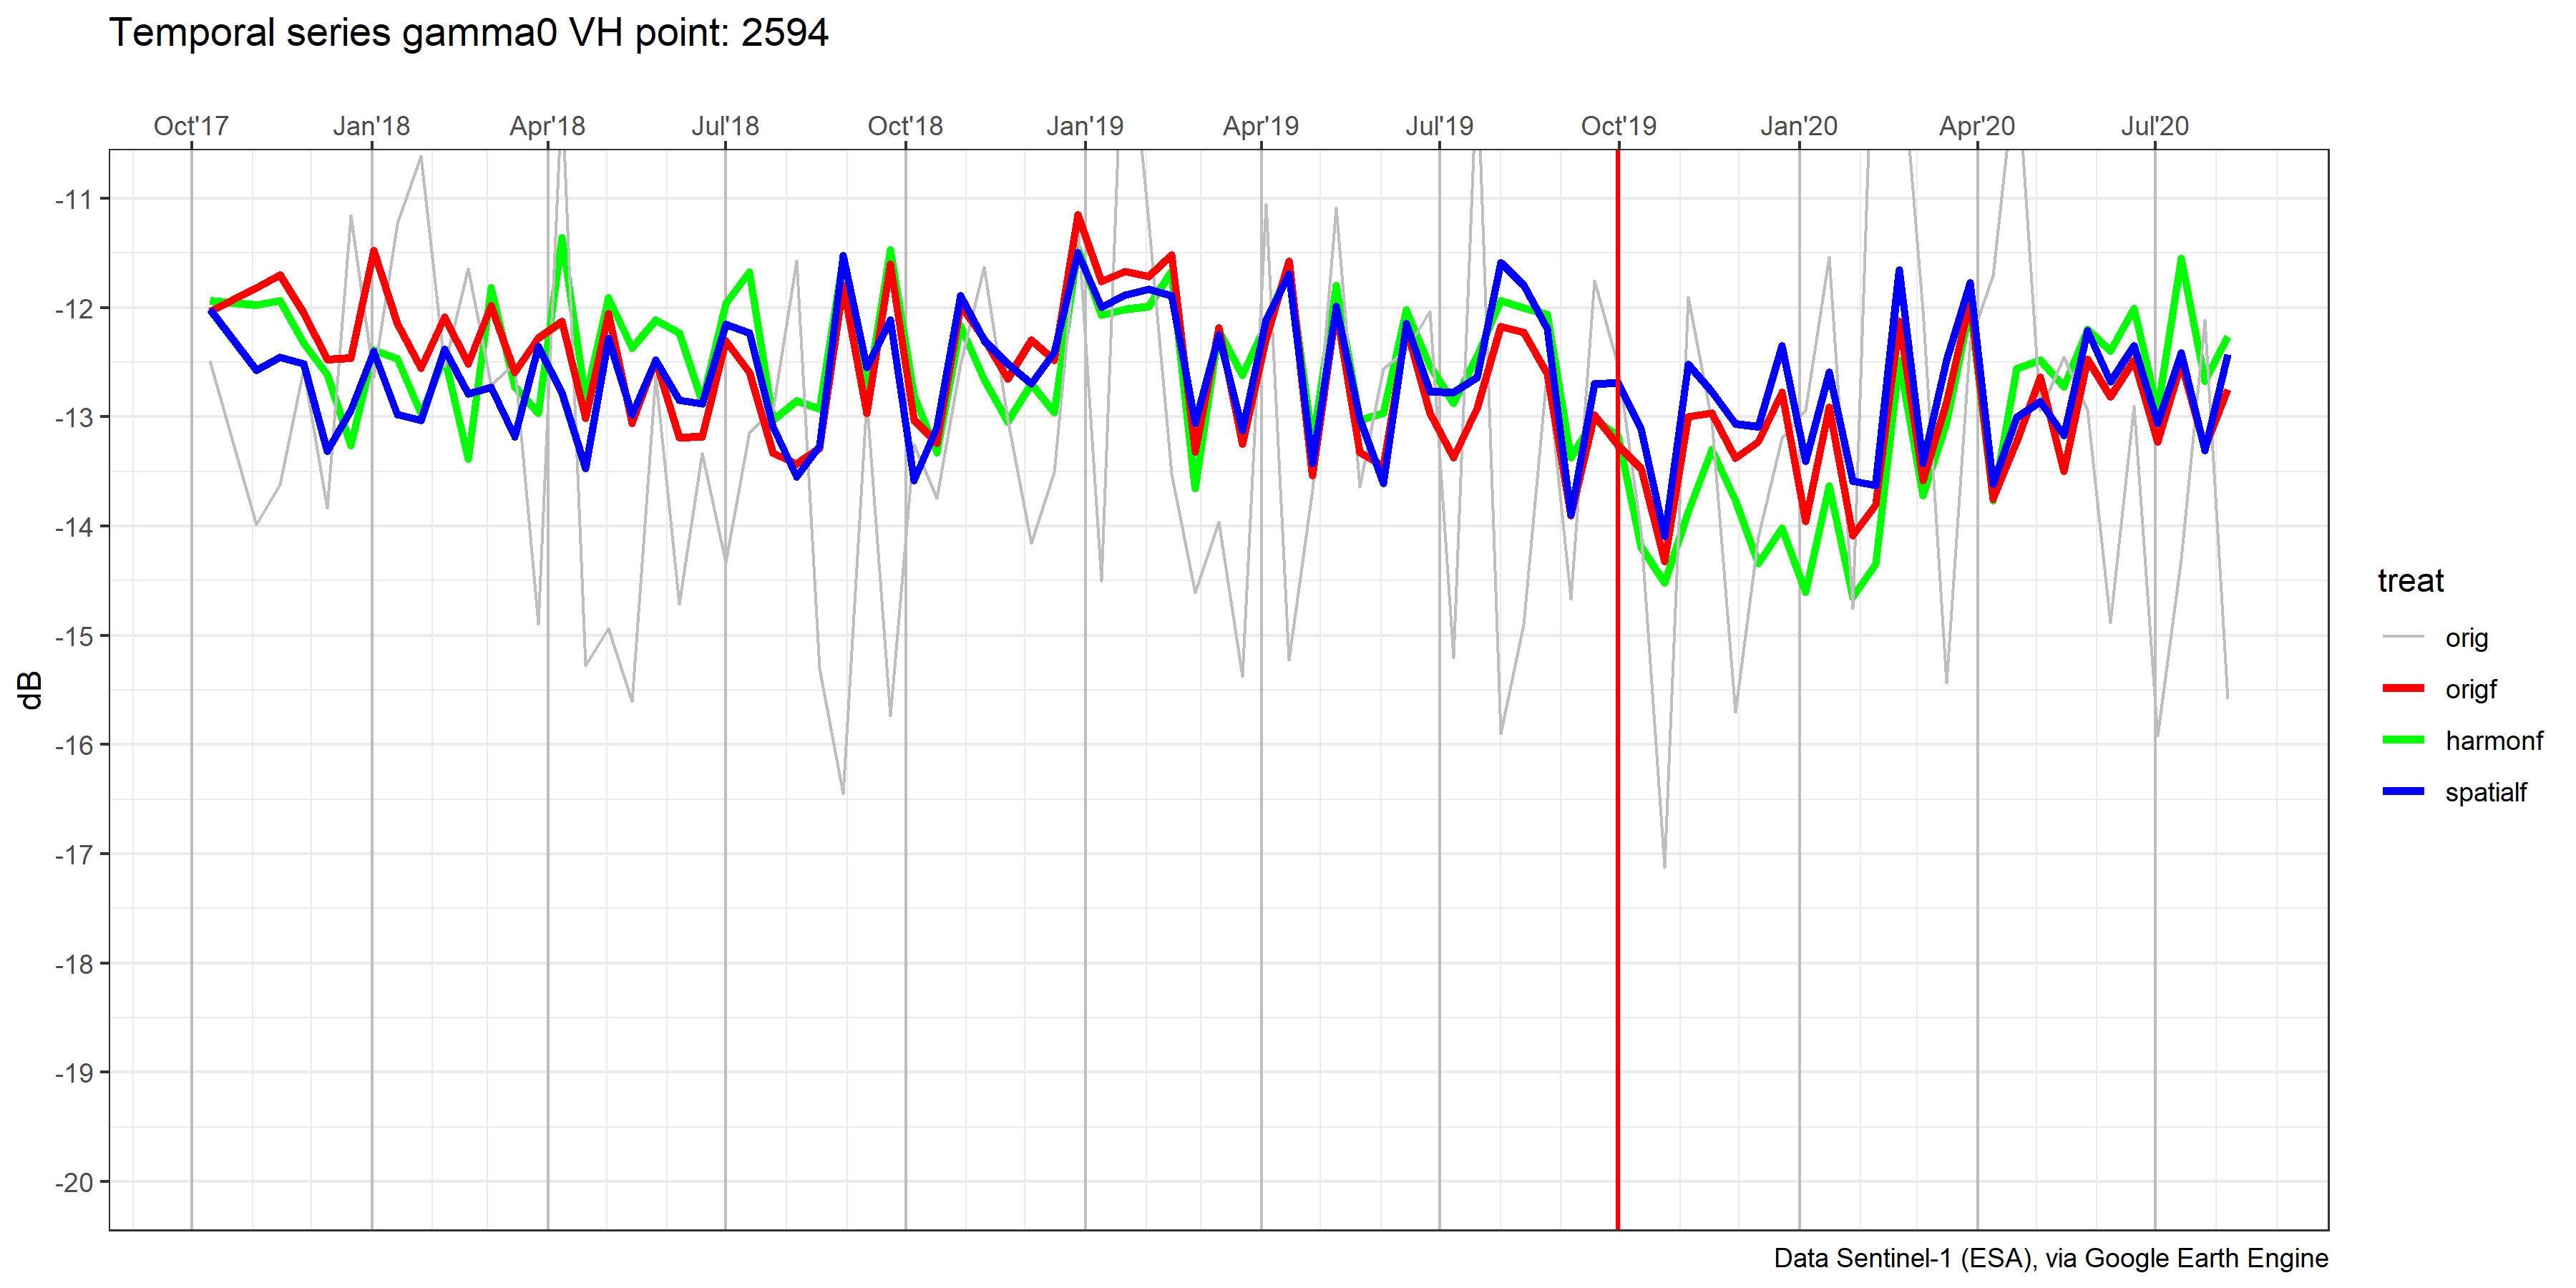 Temporal series gamma0 VH point: 2594
Oct'17 Jan'18 Apr'18 Jul'18 Oct'18 Jan'19 Apr'19 Jul'19 Oct'19 Jan'20 Apr'20 Jul'20
-11
-12
-13
-14
-15
-16
-17
-18
-19
-20
dB
treat
orig
origf
harmonf
spatialf
Data Sentinel-1 (ESA), via Google Earth Engine